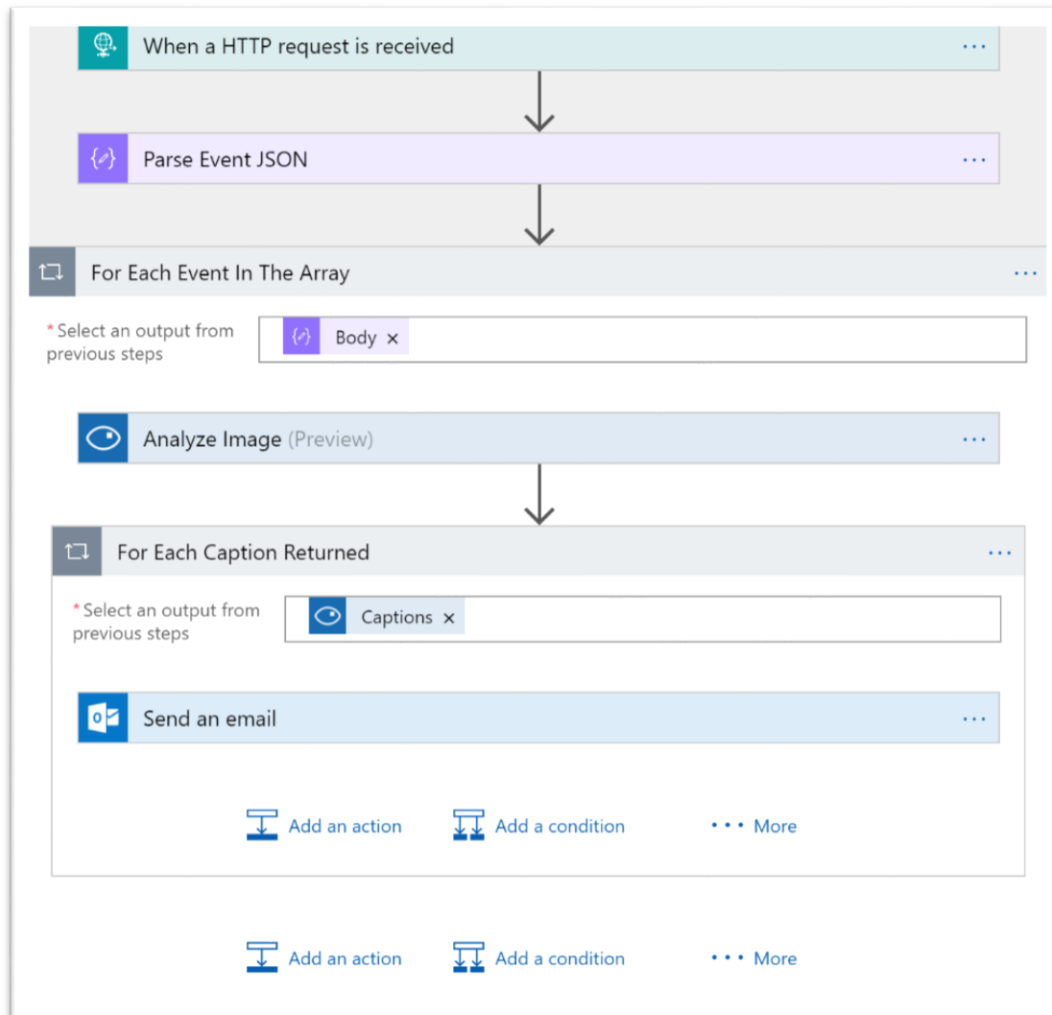 When a HTTP request is received
Parse Event JSON
For Each Event In The Array
* Select an output from
previous steps
Body ×
Analyze Image (Preview)
For Each Caption Returned
* Select an output from
previous steps
Captions ×
Send an email
Add an action Add a condition ... More
Add an action Add a condition ... More